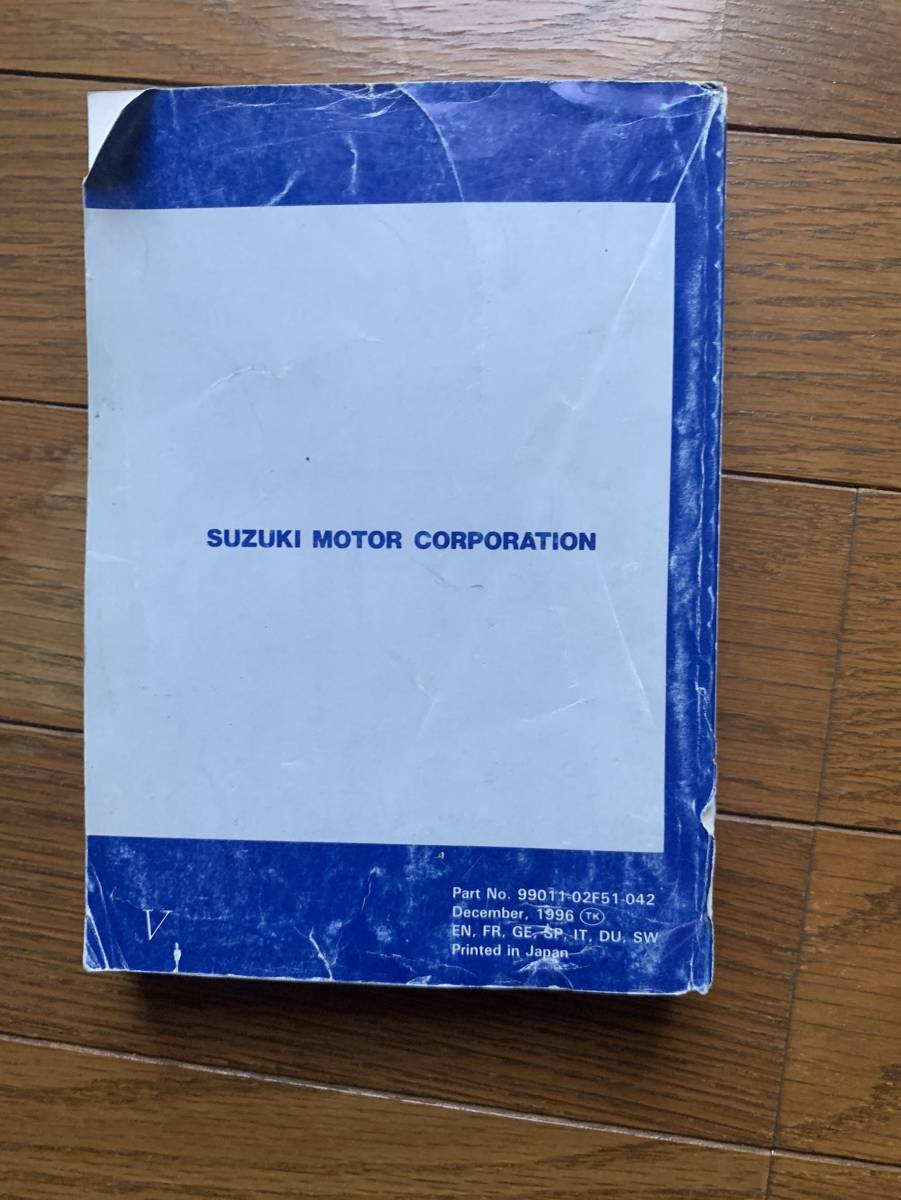 SUZUKI MOTOR CORPORATION
Part No. 99011-02F51-042
December, 1996 TK
EN, FR, GE, SP, IT, DU, SW
Printed in Japan
V